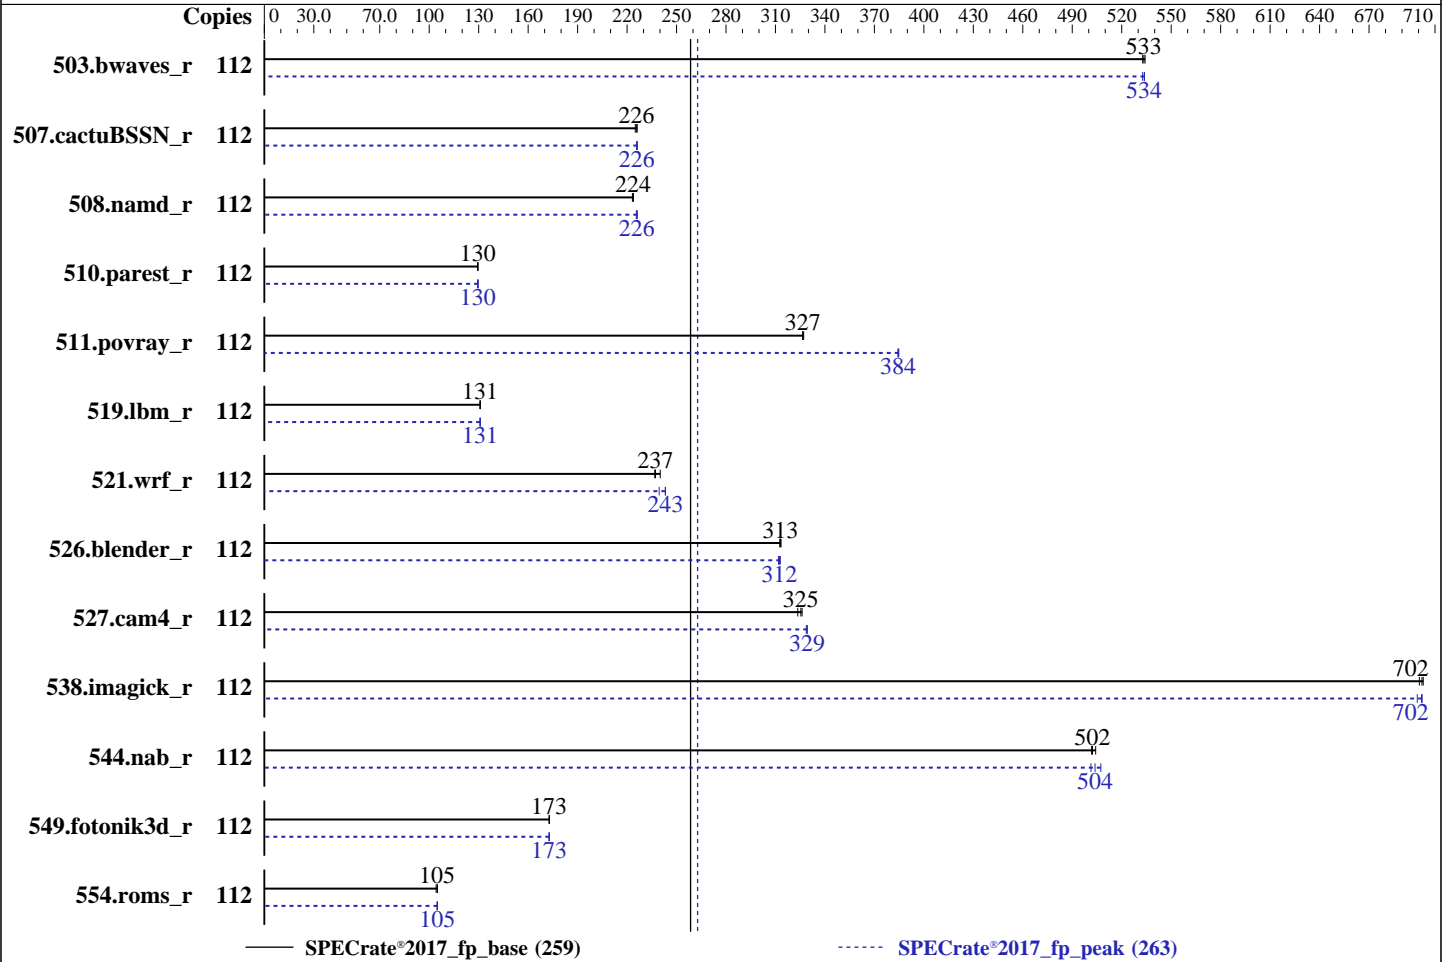 Copies 0 30.0 70.0 100 130 160 190 220 250 280 310 340 370 400 430 460 490 520 550 580 610 640 670 710
533
503.bwaves_r 112
534
226
507.cactuBSSN_r 112
226
224
508.namd_r 112
226
130
510.parest_r 112
130
327
511.povray_r 112
384
131
519.lbm_r 112
131
237
521.wrf_r 112
243
313
526.blender_r 112
312
325
527.cam4_r 112
329
702
538.imagick_r 112
702
502
544.nab_r 112
504
173
549.fotonik3d_r 112
173
105
554.roms_r 112
105
SPECrate®2017_fp_base (259) SPECrate®2017_fp_peak (263)